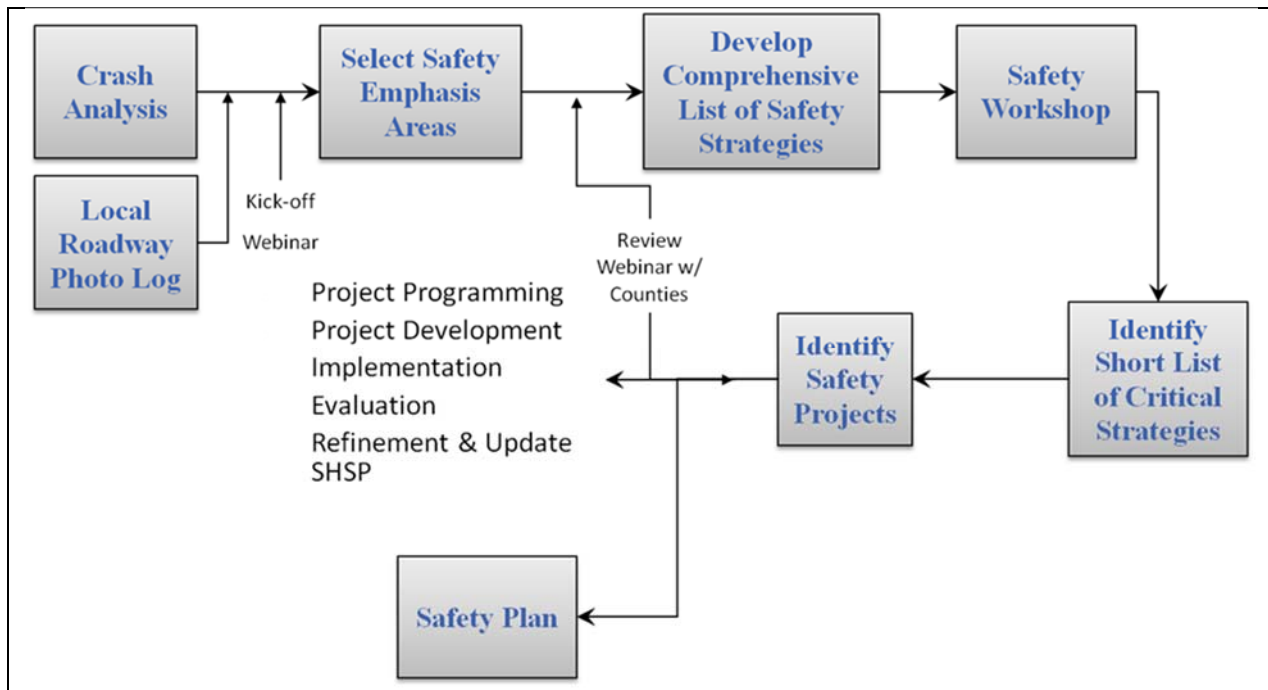 Crash
Analysis
Select Safety
Emphasis
Areas
Develop
Comprehensive
List of Safety
Strategies
Safety
Workshop
Local
Roadway
Photo Log
Kick-off
Webinar
Review
Webinar w/
Counties
Project Programming
Project Development
Implementation
Evaluation
Refinement & Update
SHSP
Identify
Safety
Projects
Identify
Short List
of Critical
Strategies
Safety Plan